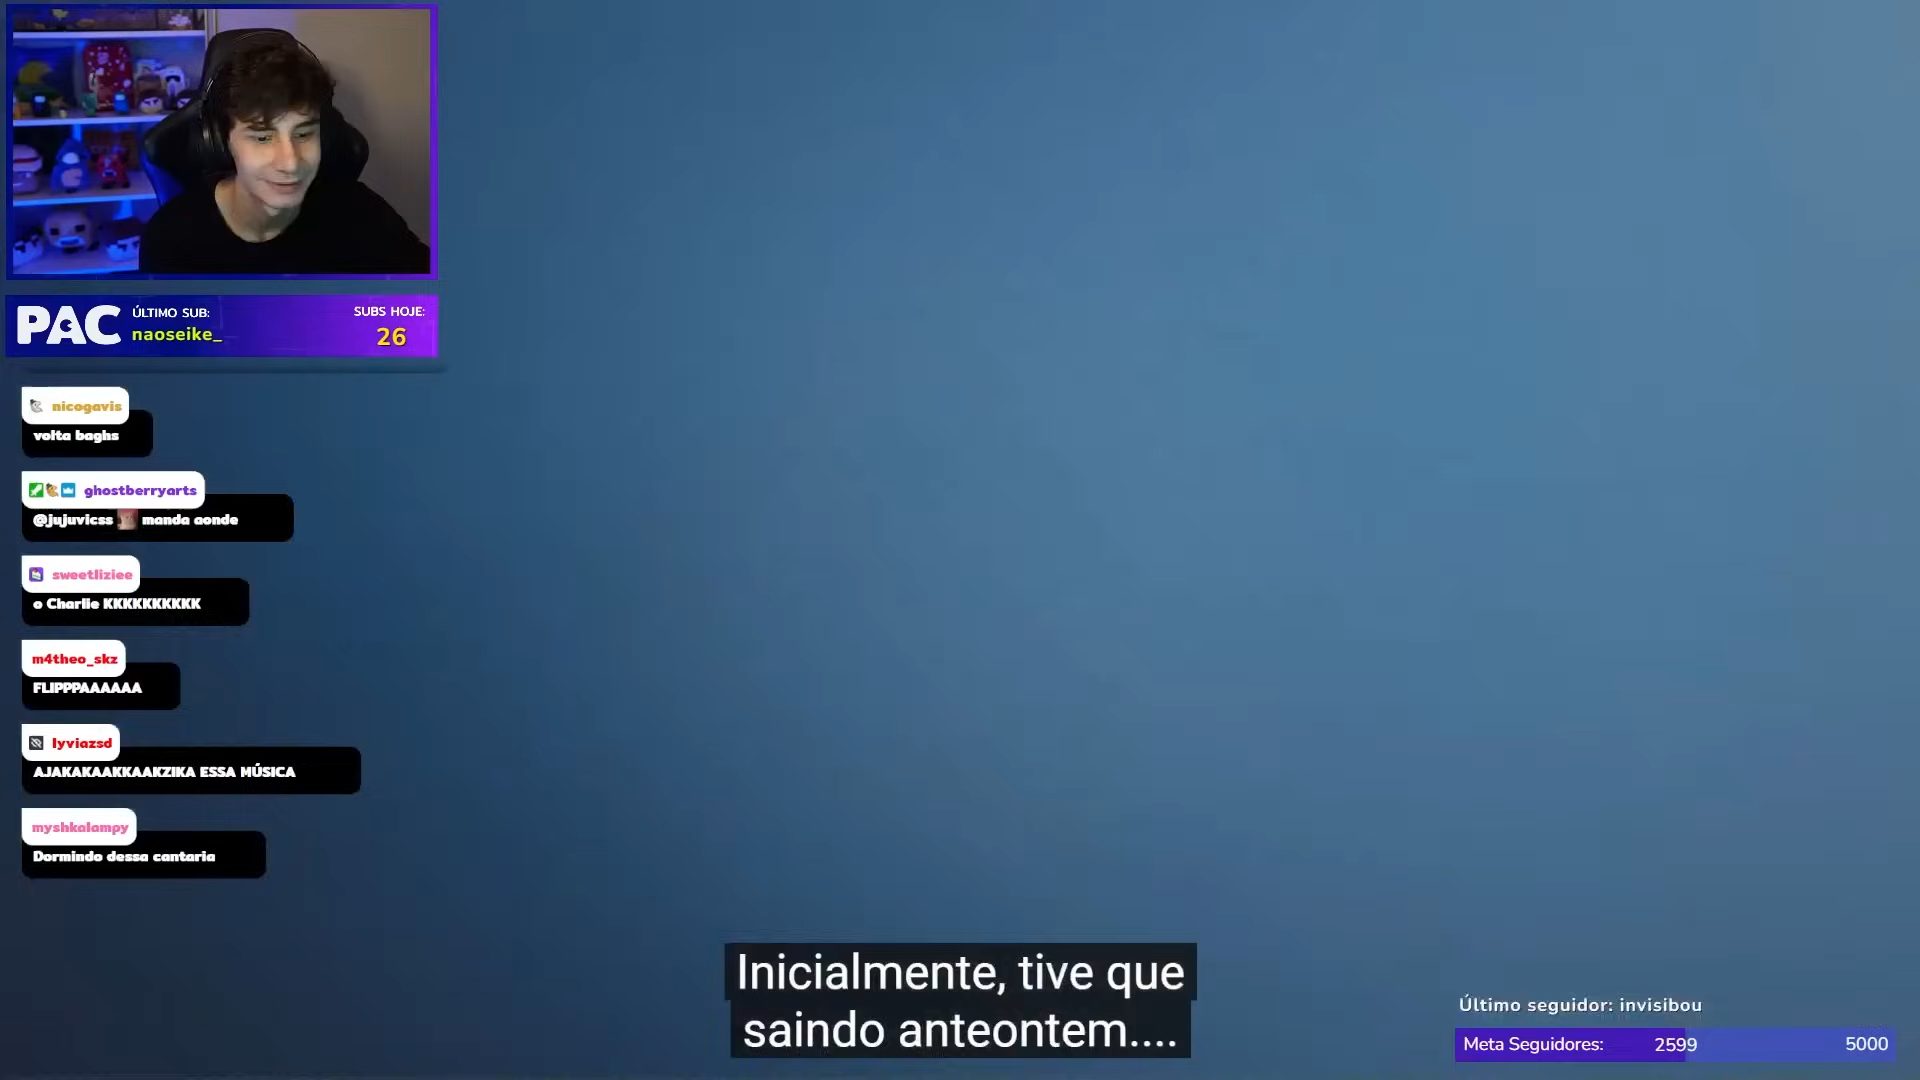 PAC
ÚLTIMO SUB:
naoseike_
SUBS HOJE:
26
nicogavis
volta baghs
ghostberryarts
@jujuvicss manda aonde
sweetliziee
o Charlie KKKKKKKKKK
m4theo_skz
FLIPPPAAAAAA
lyviazsd
AJAKAKAAKKAAKZIKA ESSA MÚSICA
myshkalampy
Dormindo dessa cantaria
Inicialmente, tive que
saindo anteontem....
Último seguidor: invisibou
Meta Seguidores: 2599 5000